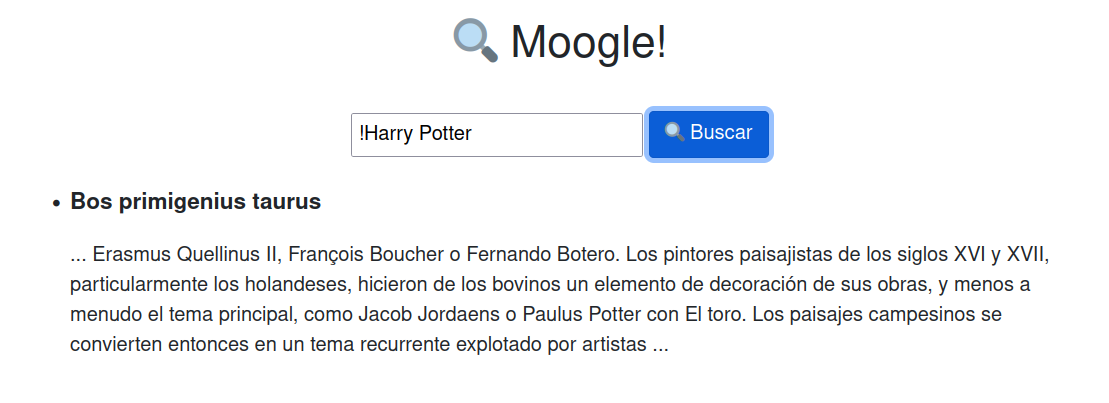 Moogle!
!Harry Potter
Buscar
• Bos primigenius taurus
... Erasmus Quellinus II, François Boucher o Fernando Botero. Los pintores paisajistas de los siglos XVI y XVII,
particularmente los holandeses, hicieron de los bovinos un elemento de decoración de sus obras, y menos a
menudo el tema principal, como Jacob Jordaens o Paulus Potter con El toro. Los paisajes campesinos se
convierten entonces en un tema recurrente explotado por artistas ...